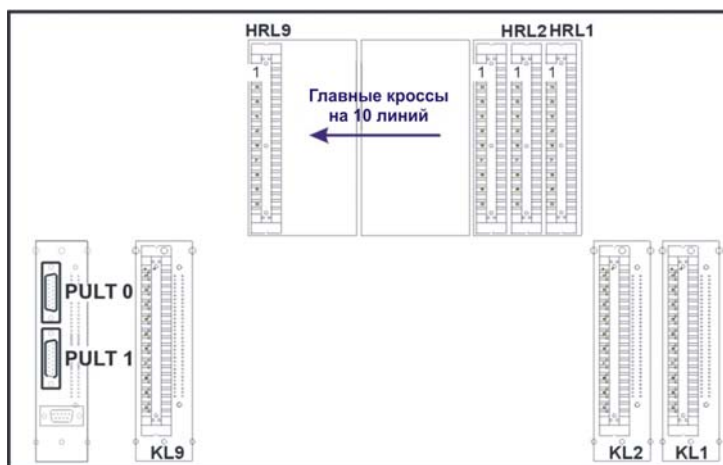 HRL9 HRL2 HRL1
1 1 1 1
Главные кроссы
на 10 линий
PULT 0
PULT 1
KL9 KL2 KL1